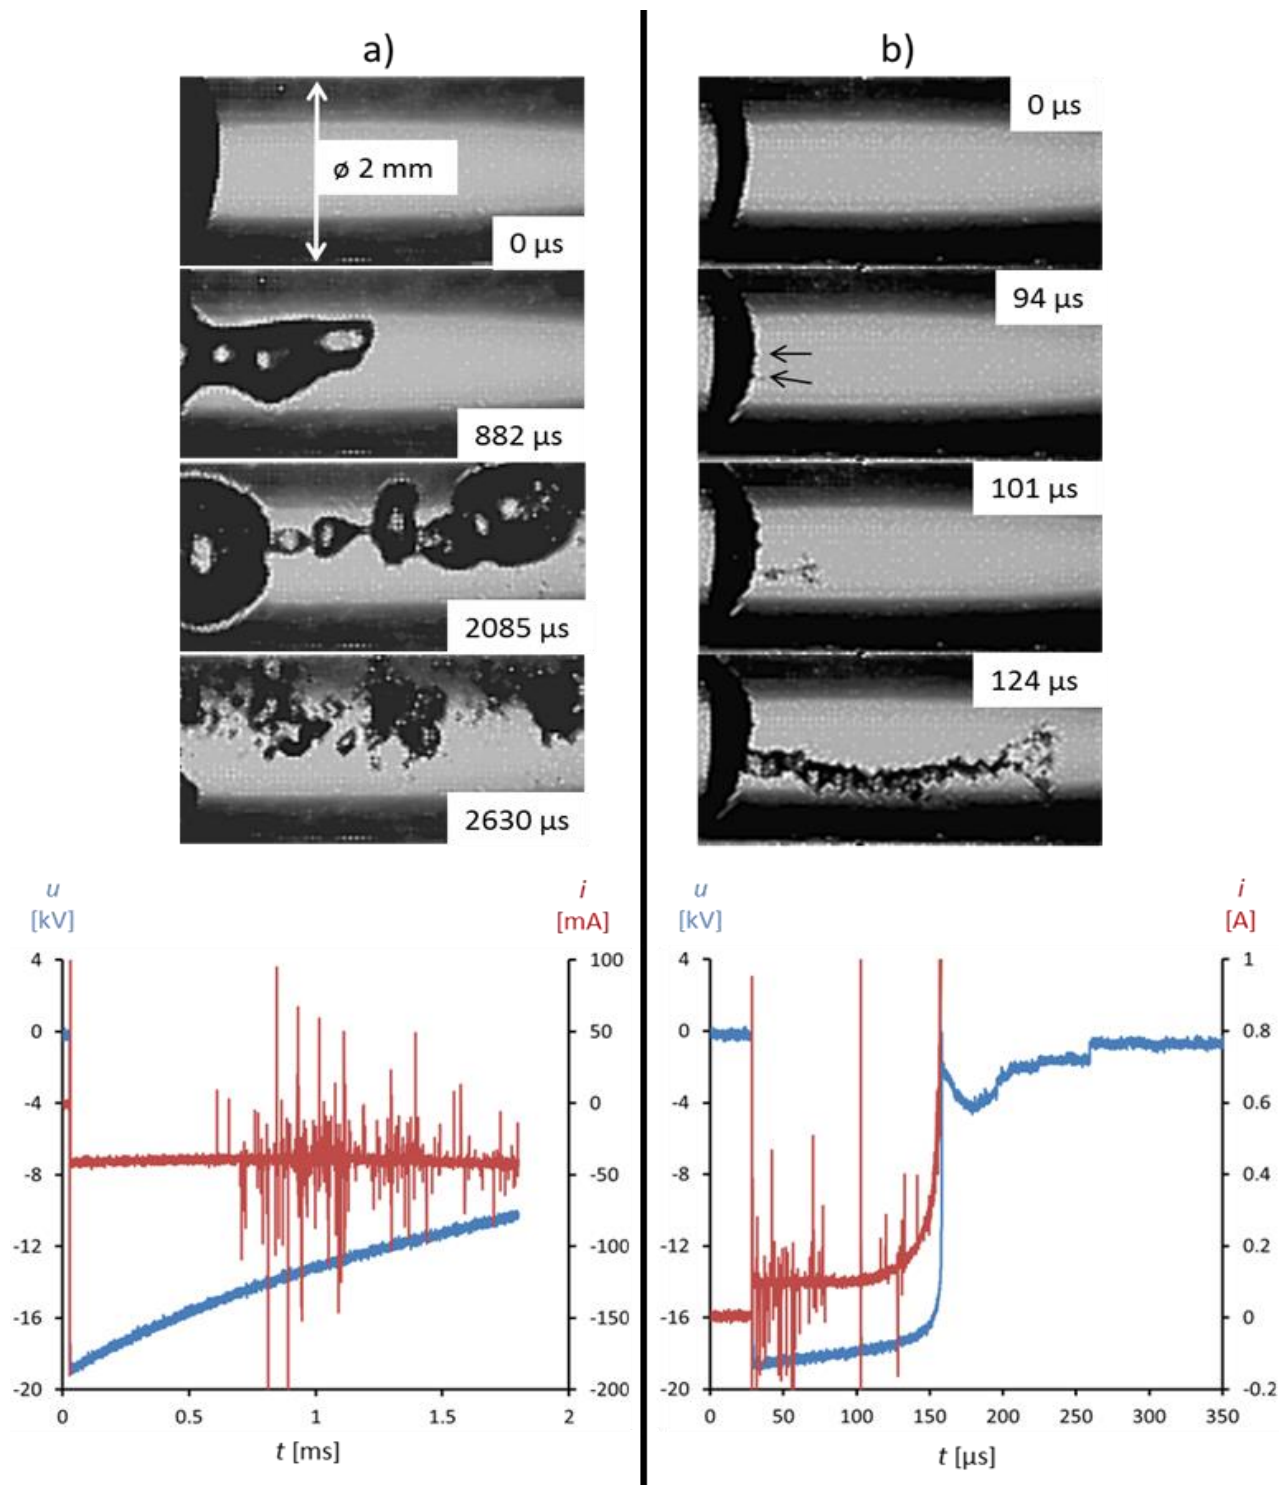 a)
ø 2 mm
0 µs
882 µs
2085 µs
2630 µs
u
[kV]
i
[mA]
4
0
-4
-8
-12
-16
-20
100
50
0
-50
-100
-150
-200
0
0.5
1
1.5
2
t [ms]
b)
0 µs
94 µs
101 µs
124 µs
u
[kV]
i
[A]
4
0
-4
-8
-12
-16
-20
1
0.8
0.6
0.4
0.2
0
-0.2
0
50
100
150
200
250
300
350
t [µs]